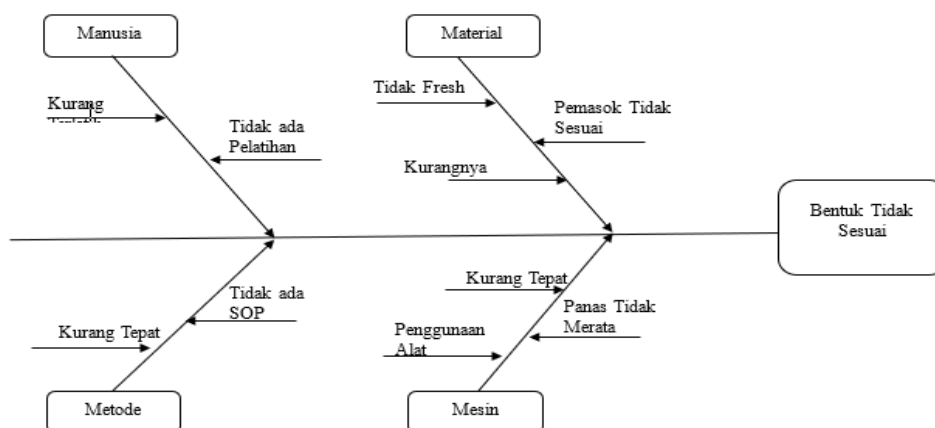 Manusia
Material
Kurang
Tidak ada
Pelatihan
Tidak Fresh
Pemasok Tidak
Sesuai
Kurangnya
Bentuk Tidak
Sesuai
Tidak ada
SOP
Kurang Tepat
Kurang Tepat
Panas Tidak
Merata
Penggunaan
Alat
Metode
Mesin